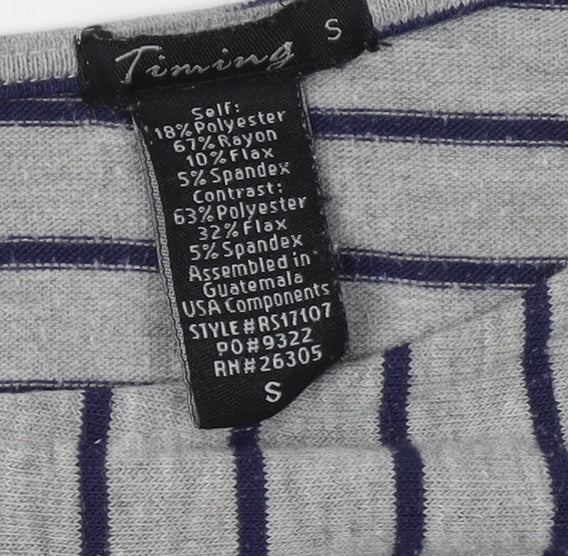 Timing S
Self:
18% Polyester
67% Rayon
10% Flax
5% Spandex
Contrast:
63% Polyester
32% Flax
5% Spandex
Assembled in
Guatemala
USA Components
STYLE#RS17107
PO#9322
RH#26305
S